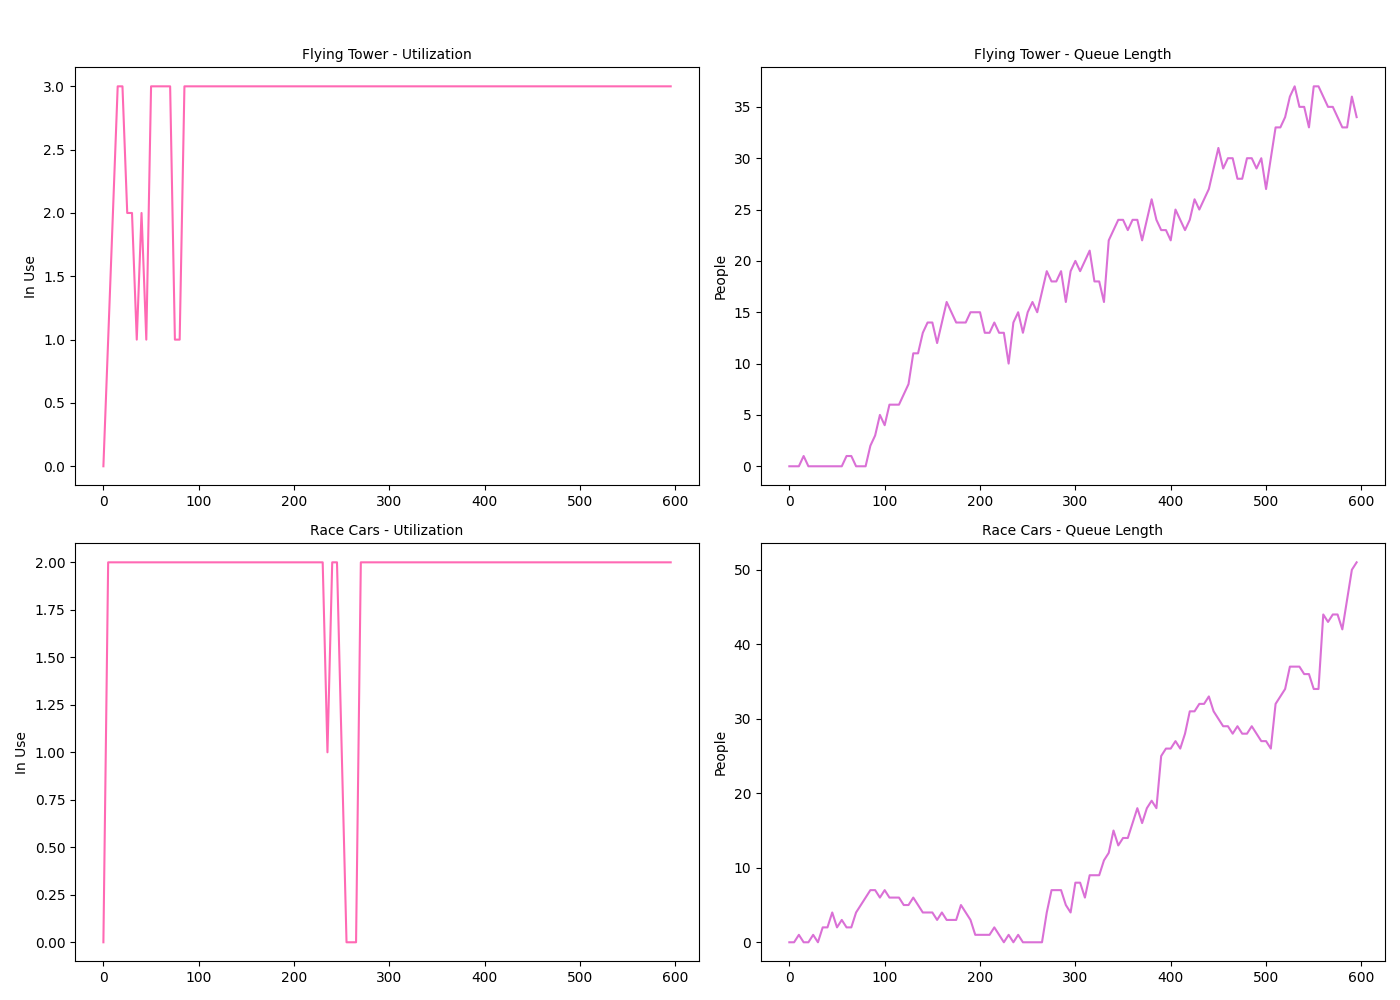 Flying Tower - Utilization
In Use
3.0
2.5
2.0
1.5
1.0
0.5
0.0
0 100 200 300 400 500 600
Flying Tower - Queue Length
People
35
30
25
20
15
10
5
0
0 100 200 300 400 500 600
Race Cars - Utilization
In Use
2.00
1.75
1.50
1.25
1.00
0.75
0.50
0.25
0.00
0 100 200 300 400 500 600
Race Cars - Queue Length
People
50
40
30
20
10
0
0 100 200 300 400 500 600